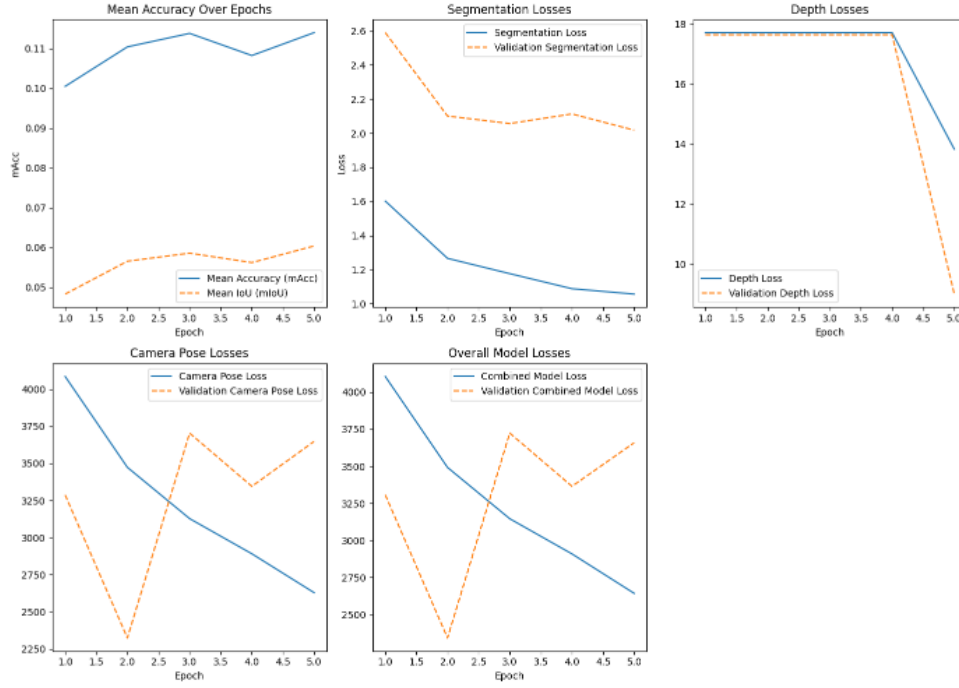 Mean Accuracy Over Epochs
0.11
0.10
0.09
0.08
0.07
0.06
0.05
mAcc
Mean Accuracy (mAcc)
Mean IoU (mIoU)
1.0 1.5 2.0 2.5 3.0 3.5 4.0 4.5 5.0
Epoch
Segmentation Losses
2.6
2.4
2.2
2.0
1.8
1.6
1.4
1.2
1.0
Loss
Segmentation Loss
Validation Segmentation Loss
1.0 1.5 2.0 2.5 3.0 3.5 4.0 4.5 5.0
Epoch
Depth Losses
18
16
14
12
10
Depth Loss
Validation Depth Loss
1.0 1.5 2.0 2.5 3.0 3.5 4.0 4.5 5.0
Epoch
Camera Pose Losses
4000
3750
3500
3250
3000
2750
2500
2250
Camera Pose Loss
Validation Camera Pose Loss
1.0 1.5 2.0 2.5 3.0 3.5 4.0 4.5 5.0
Epoch
Overall Model Losses
4000
3750
3500
3250
3000
2750
2500
Combined Model Loss
Validation Combined Model Loss
1.0 1.5 2.0 2.5 3.0 3.5 4.0 4.5 5.0
Epoch